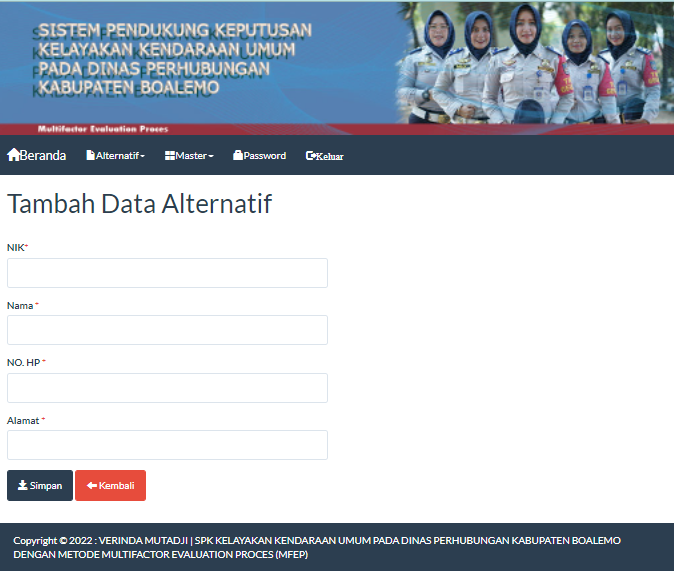 SISTEM PENDUKUNG KEPUTUSAN
KELAYAKAN KENDARAAN UMUM
PADA DINAS PERHUBUNGAN
KABUPATEN BOALEMO
Multifactor Evaluation Proces
Beranda Alternatif Master Password Keluar
Tambah Data Alternatif
NIK*
Nama *
NO. HP *
Alamat *
Simpan Kembali
Copyright © 2022 : VERINDA MUTADJI | SPK KELAYAKAN KENDARAAN UMUM PADA DINAS PERHUBUNGAN KABUPATEN BOALEMO
DENGAN METODE MULTIFACTOR EVALUATION PROCES (MFEP)